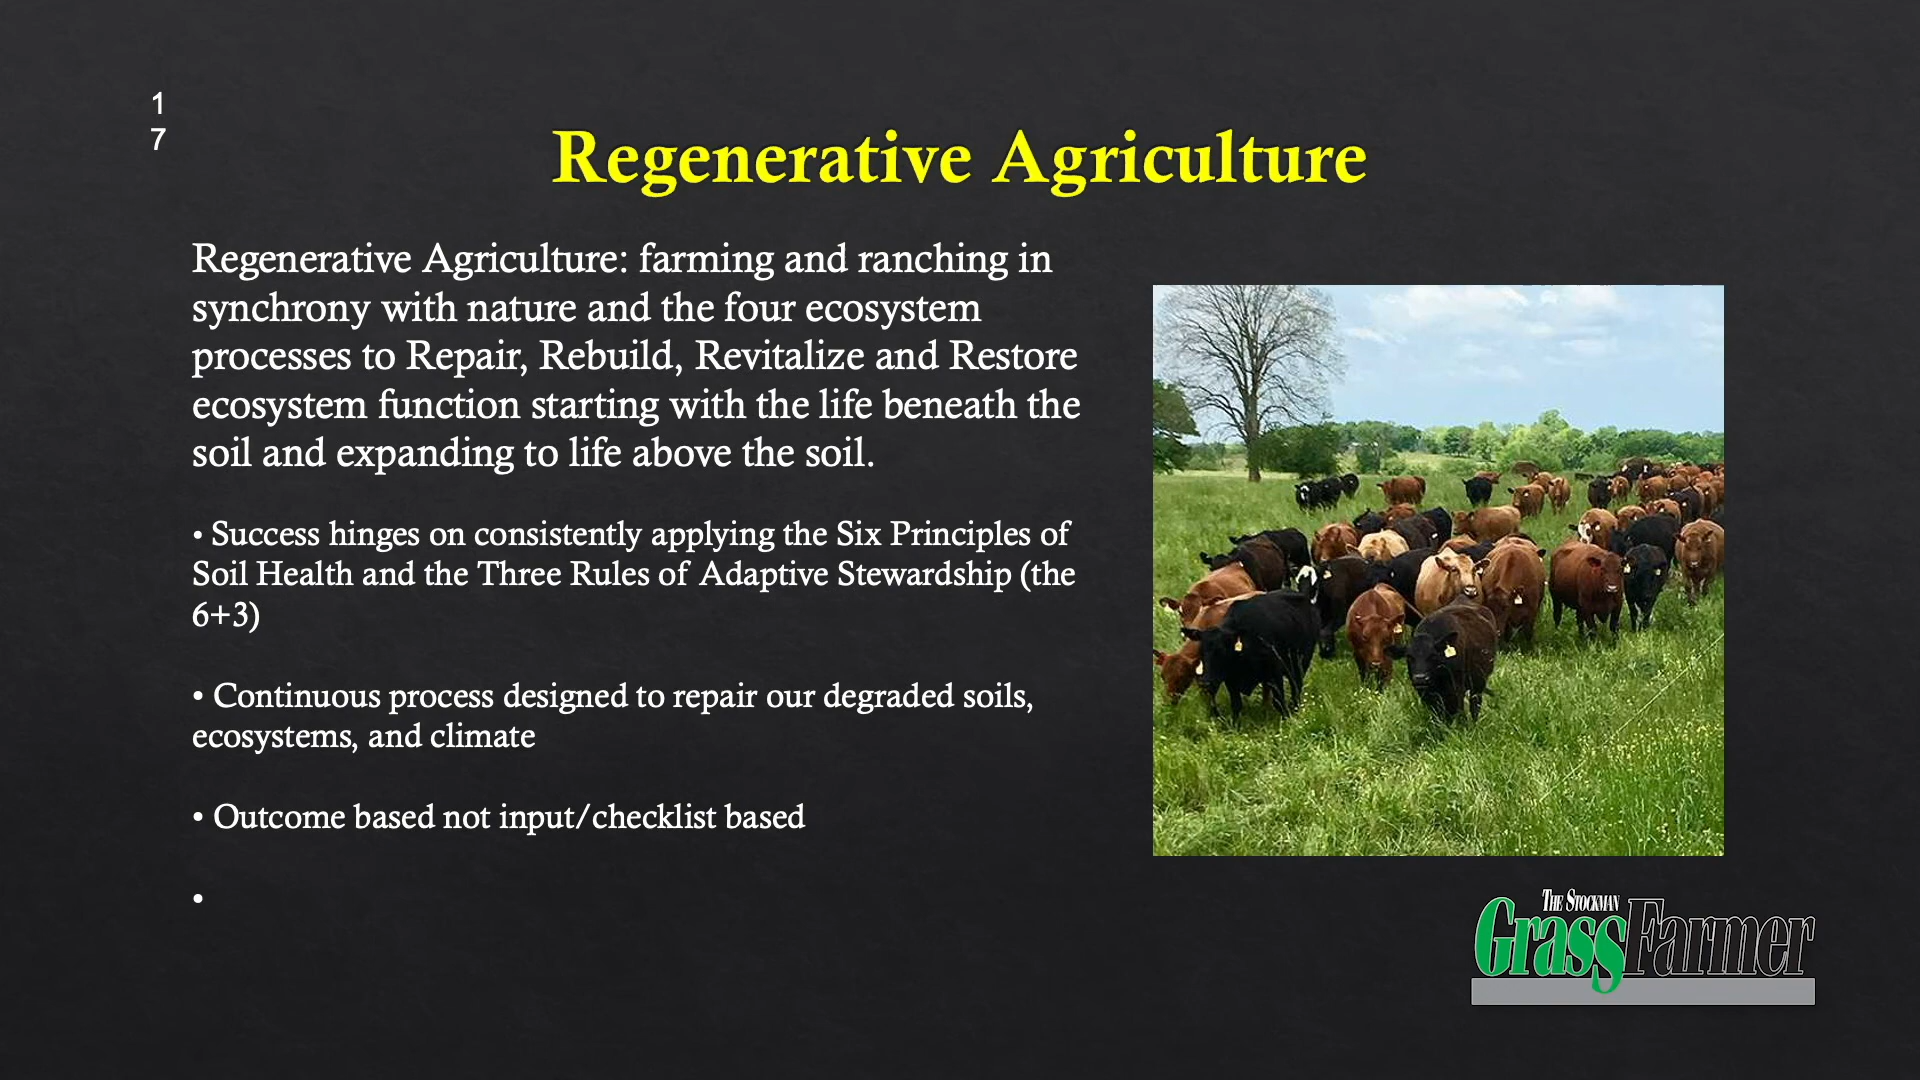 1
7
Regenerative Agriculture
Regenerative Agriculture: farming and ranching in
synchrony with nature and the four ecosystem
processes to Repair, Rebuild, Revitalize and Restore
ecosystem function starting with the life beneath the
soil and expanding to life above the soil.
• Success hinges on consistently applying the Six Principles of
Soil Health and the Three Rules of Adaptive Stewardship (the
6+3)
• Continuous process designed to repair our degraded soils,
ecosystems, and climate
• Outcome based not input/checklist based
•
THE STOCKMAN
GrassFarmer